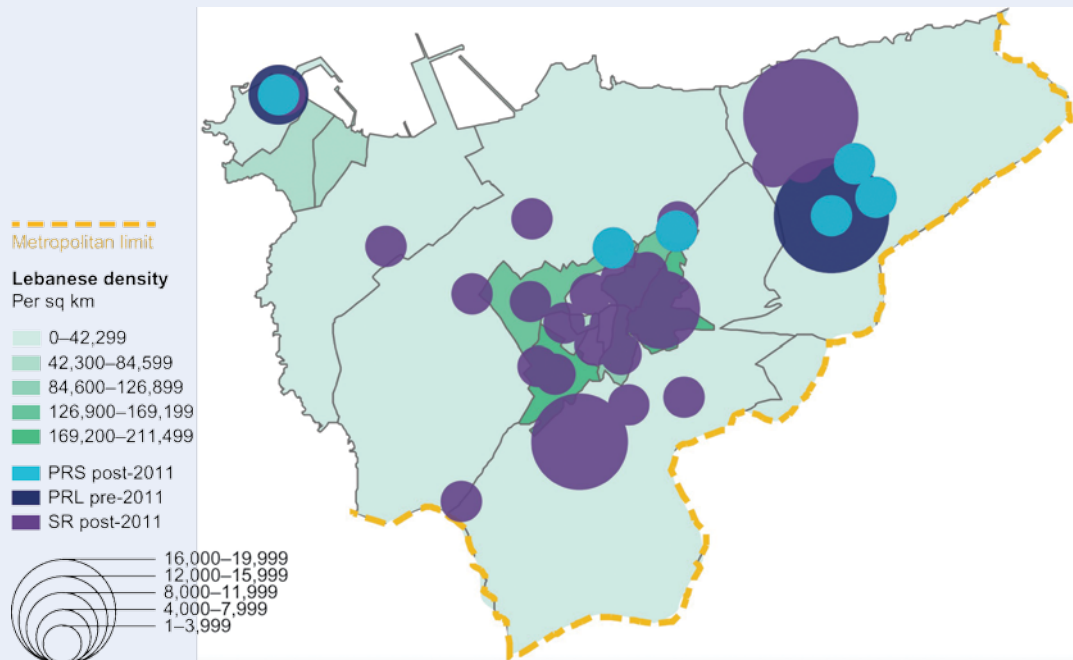 Metropolitan limit
Lebanese density
Per sq km
0–42,299
42,300–84,599
84,600–126,899
126,900–169,199
169,200–211,499
PRS post-2011
PRL pre-2011
SR post-2011
16,000–19,999
12,000–15,999
8,000–11,999
4,000–7,999
1–3,999